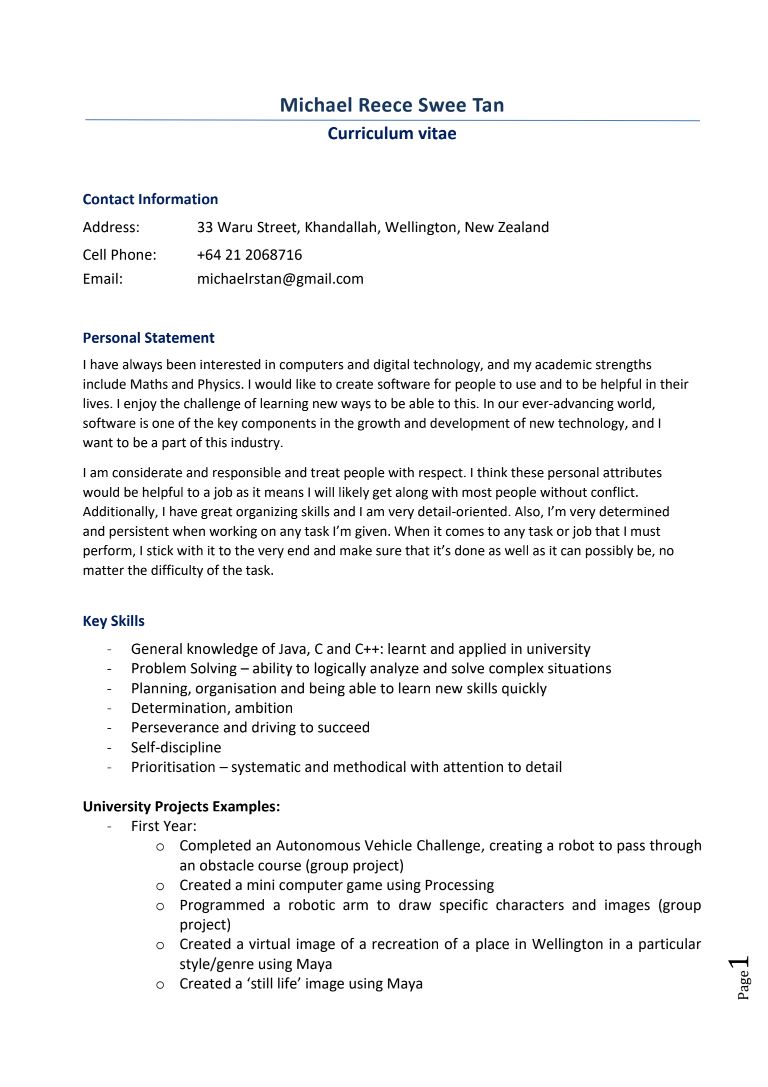 Michael Reece Swee Tan
Curriculum vitae
Contact Information
Address: 33 Waru Street, Khandallah, Wellington, New Zealand
Cell Phone: +64 21 2068716
Email: michaelrstan@gmail.com
Personal Statement
I have always been interested in computers and digital technology, and my academic strengths
include Maths and Physics. I would like to create software for people to use and to be helpful in their
lives. I enjoy the challenge of learning new ways to be able to this. In our ever-advancing world,
software is one of the key components in the growth and development of new technology, and I
want to be a part of this industry.
I am considerate and responsible and treat people with respect. I think these personal attributes
would be helpful to a job as it means I will likely get along with most people without conflict.
Additionally, I have great organizing skills and I am very detail-oriented. Also, I’m very determined
and persistent when working on any task I’m given. When it comes to any task or job that I must
perform, I stick with it to the very end and make sure that it’s done as well as it can possibly be, no
matter the difficulty of the task.
Key Skills
- General knowledge of Java, C and C++: learnt and applied in university
- Problem Solving – ability to logically analyze and solve complex situations
- Planning, organisation and being able to learn new skills quickly
- Determination, ambition
- Perseverance and driving to succeed
- Self-discipline
- Prioritisation – systematic and methodical with attention to detail
University Projects Examples:
- First Year:
o Completed an Autonomous Vehicle Challenge, creating a robot to pass through
an obstacle course (group project)
o Created a mini computer game using Processing
o Programmed a robotic arm to draw specific characters and images (group
project)
o Created a virtual image of a recreation of a place in Wellington in a particular
style/genre using Maya
o Created a ‘still life’ image using Maya
Page 1